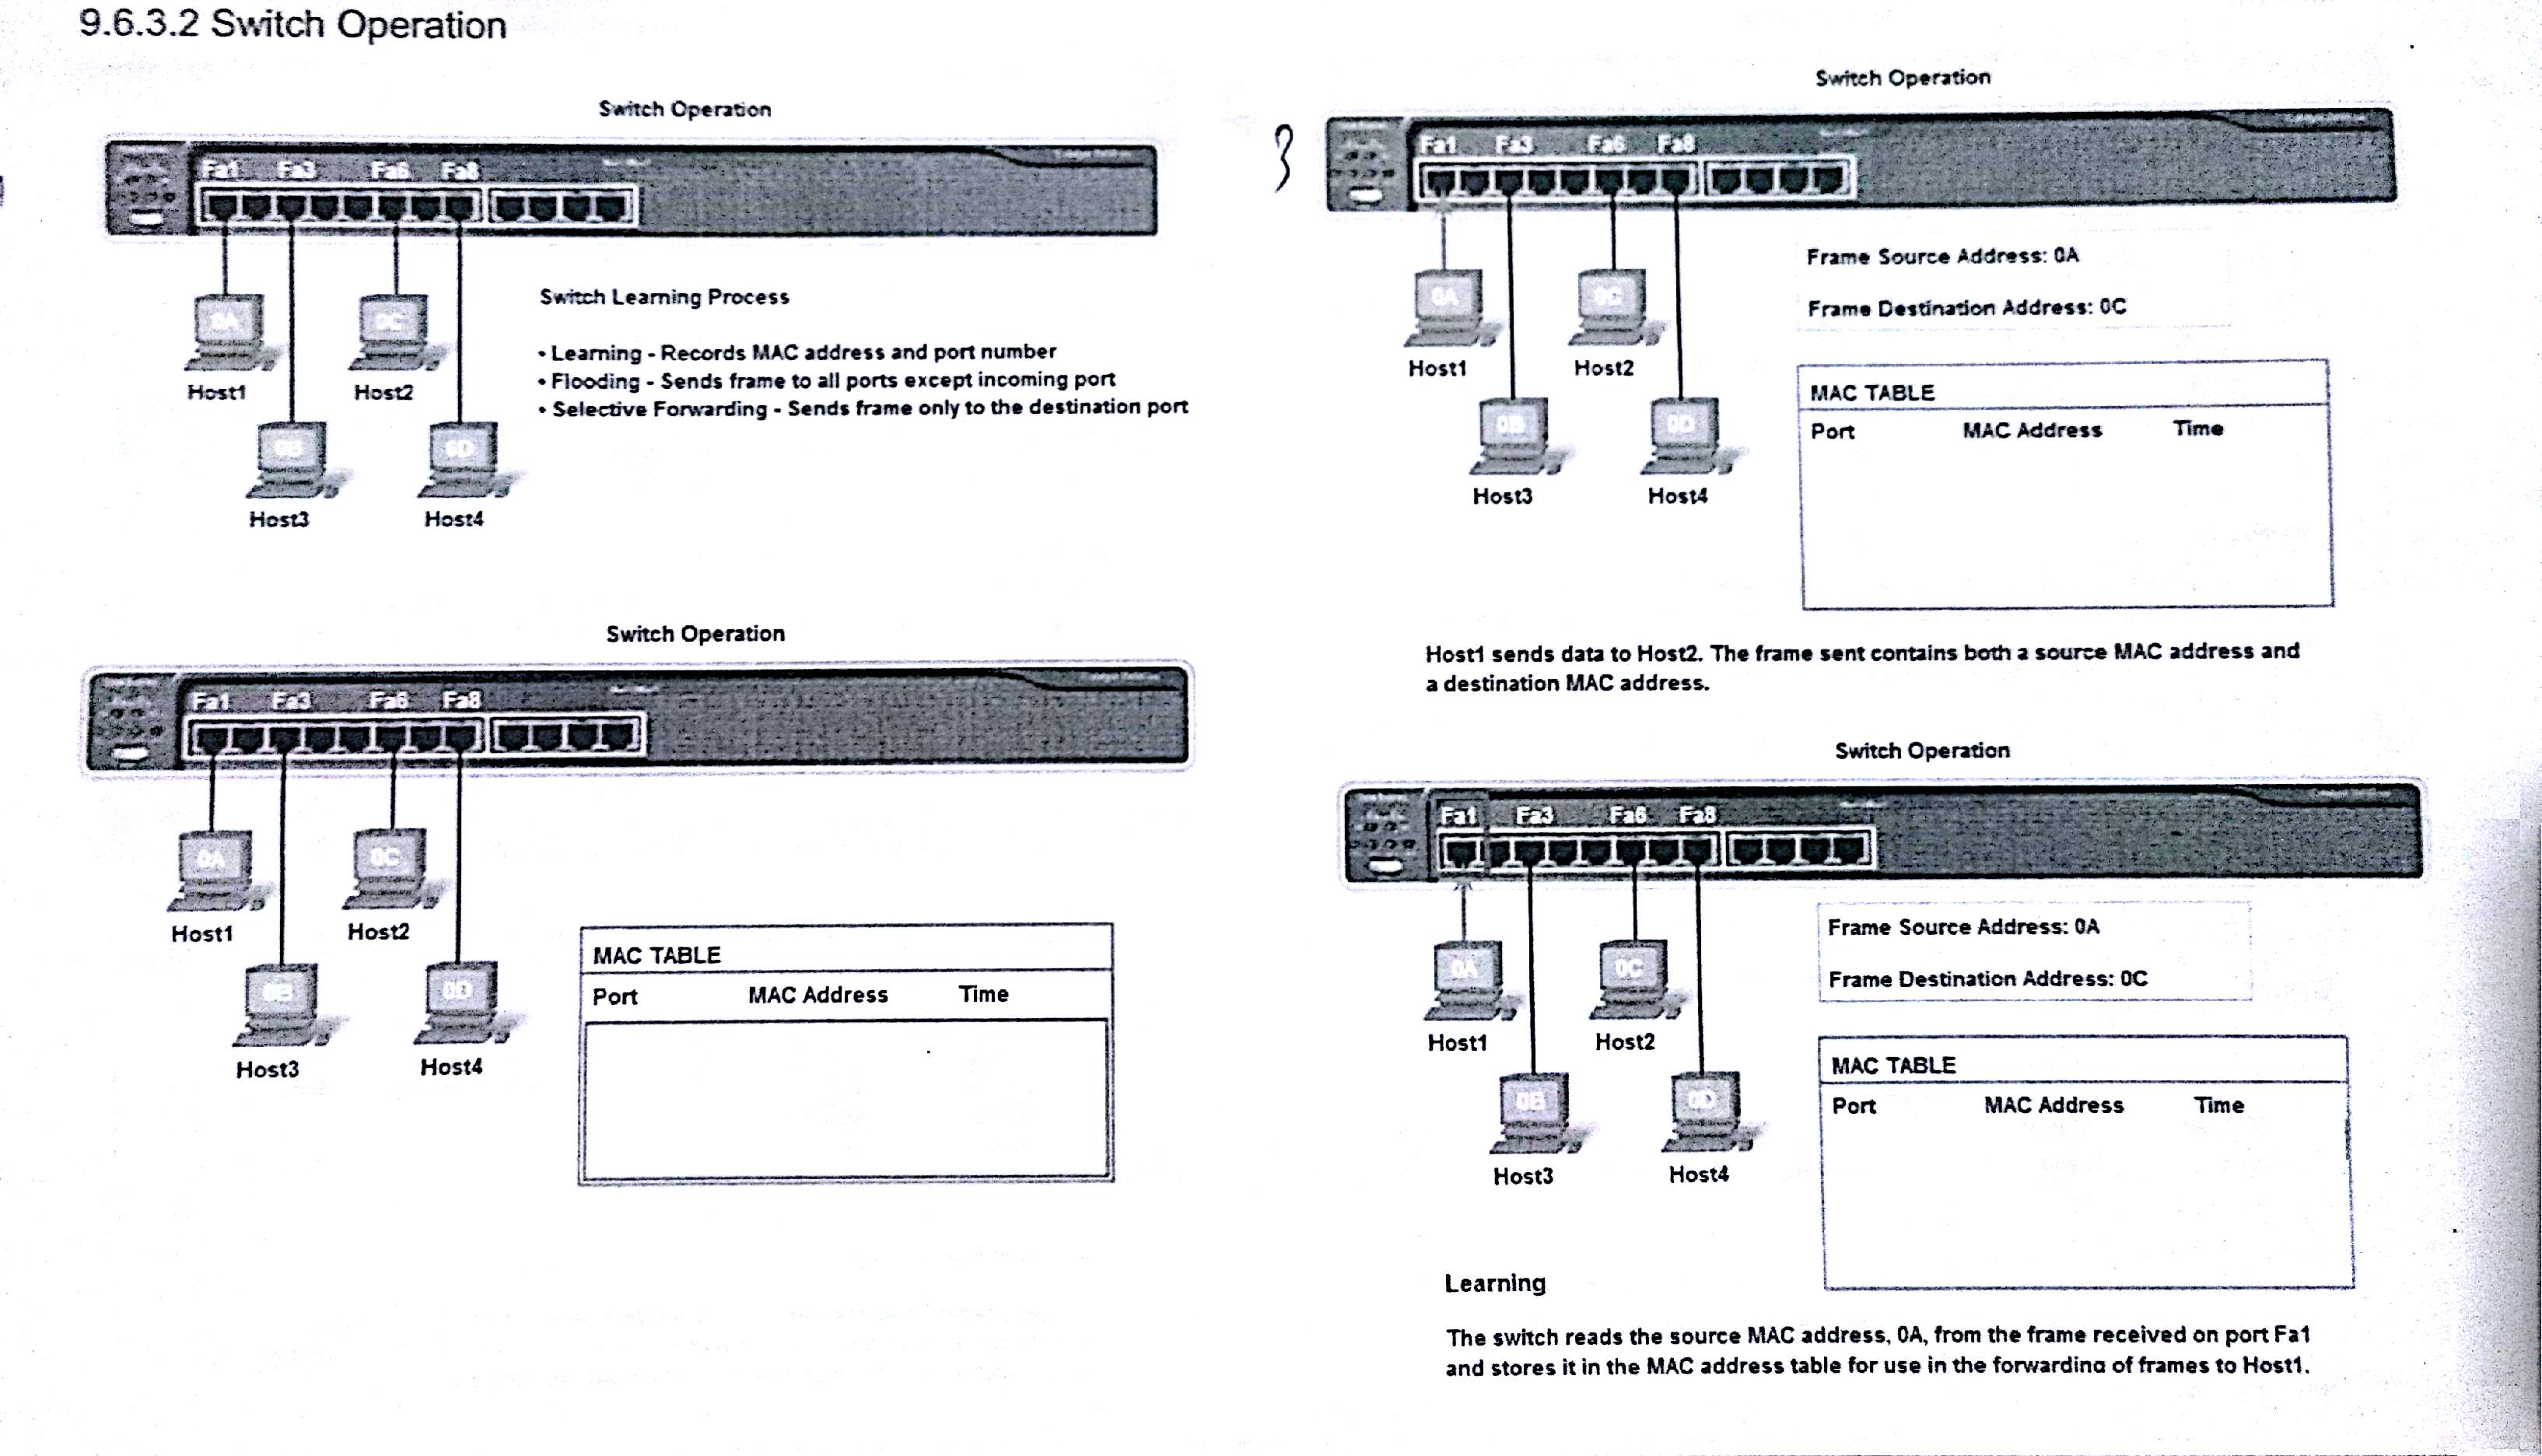 9.6.3.2 Switch Operation
Switch Operation
Fa1 Fa3 Fa6 Fa8
0A
0C
Host1
Host2
0B
0D
Host3
Host4
Switch Learning Process
• Learning - Records MAC address and port number
• Flooding - Sends frame to all ports except incoming port
• Selective Forwarding - Sends frame only to the destination port
Switch Operation
Fa1 Fa3 Fa6 Fa8
0A
0C
Host1
Host2
0B
0D
Host3
Host4
MAC TABLE
Port MAC Address Time
3
Switch Operation
Fa1 Fa3 Fa6 Fa8
0A
0C
Host1
Host2
0B
0D
Host3
Host4
Frame Source Address: 0A
Frame Destination Address: 0C
MAC TABLE
Port MAC Address Time
Host1 sends data to Host2. The frame sent contains both a source MAC address and
a destination MAC address.
Switch Operation
Fa1 Fa3 Fa6 Fa8
0A
0C
Host1
Host2
0B
0D
Host3
Host4
Frame Source Address: 0A
Frame Destination Address: 0C
MAC TABLE
Port MAC Address Time
Learning
The switch reads the source MAC address, 0A, from the frame received on port Fa1
and stores it in the MAC address table for use in the forwarding of frames to Host1.